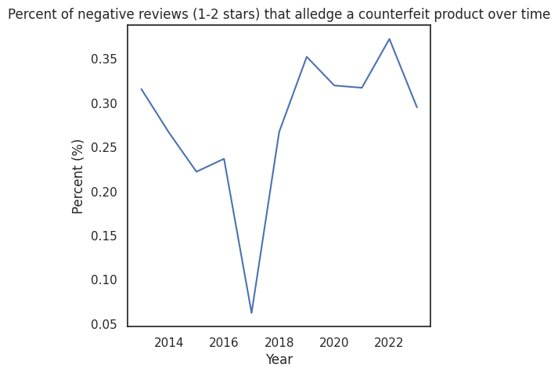 Percent of negative reviews (1-2 stars) that alledge a counterfeit product over time
Percent (%)
0.35
0.30
0.25
0.20
0.15
0.10
0.05
2014 2016 2018 2020 2022
Year